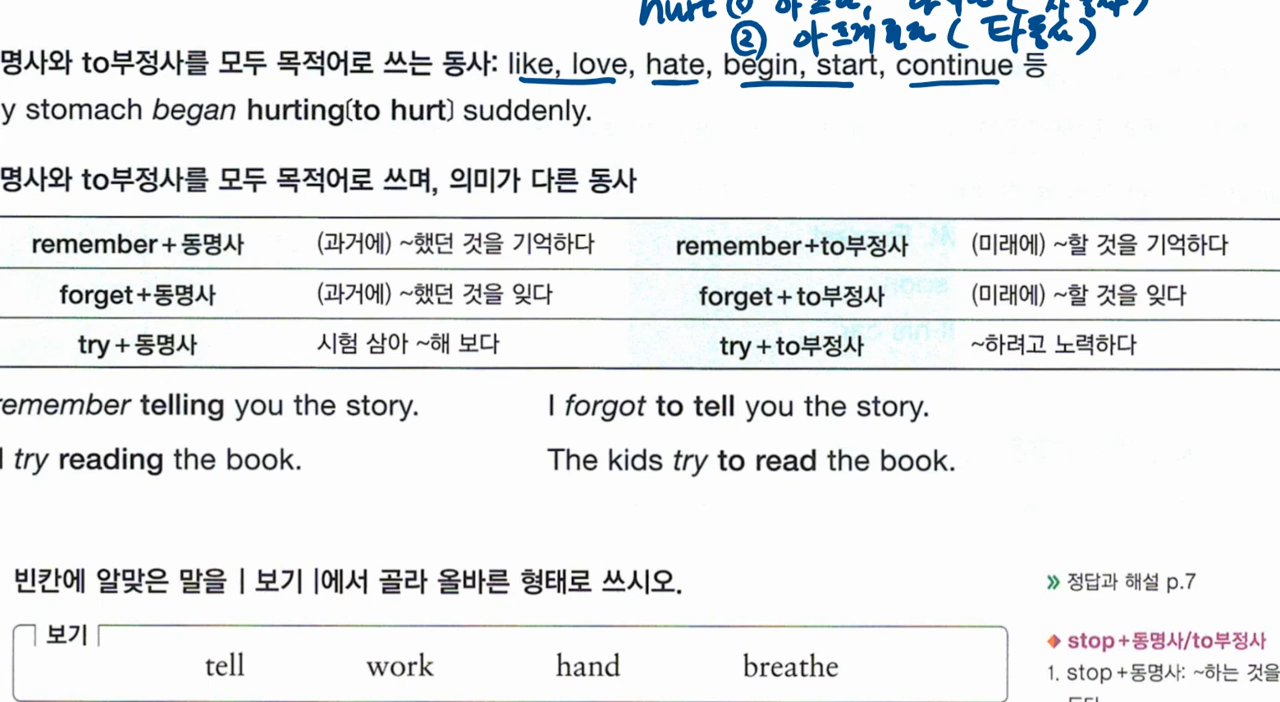 hurt ①
② 아프게 하다 (타동사)
명사와 to부정사를 모두 목적어로 쓰는 동사: like, love, hate, begin, start, continue 등
y stomach began hurting(to hurt) suddenly.
명사와 to부정사를 모두 목적어로 쓰며, 의미가 다른 동사
remember + 동명사 (과거에) ~했던 것을 기억하다 remember+to부정사 (미래에) ~할 것을 기억하다
forget+동명사 (과거에) ~했던 것을 잊다 forget+to부정사 (미래에) ~할 것을 잊다
try+동명사 시험 삼아 ~해 보다 try+to부정사 ~하려고 노력하다
remember telling you the story. I forgot to tell you the story.
try reading the book. The kids try to read the book.
빈칸에 알맞은 말을 | 보기 |에서 골라 올바른 형태로 쓰시오. » 정답과 해설 p.7
보기
tell work hand breathe
◆ stop+동명사/to부정사
1. stop+동명사: ~하는 것을